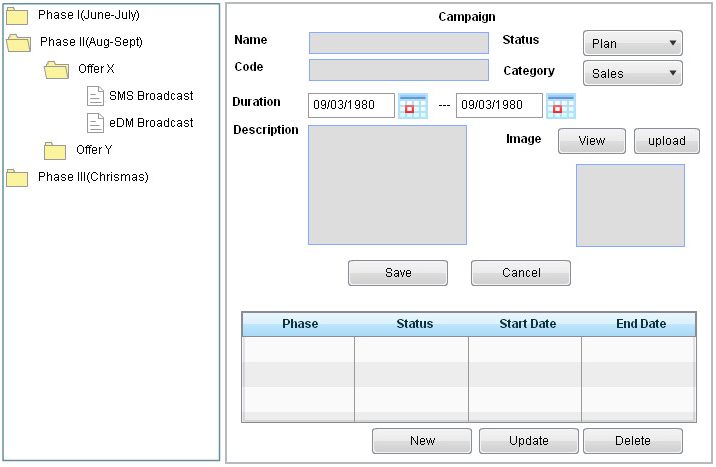 Phase I(June-July)
Phase II(Aug-Sept)
Offer X
SMS Broadcast
eDM Broadcast
Offer Y
Phase III(Chrismas)
Campaign
Name
Status
Plan
Code
Category
Sales
Duration
09/03/1980
---
09/03/1980
Description
Image
View
upload
Save
Cancel
Phase
Status
Start Date
End Date
New
Update
Delete